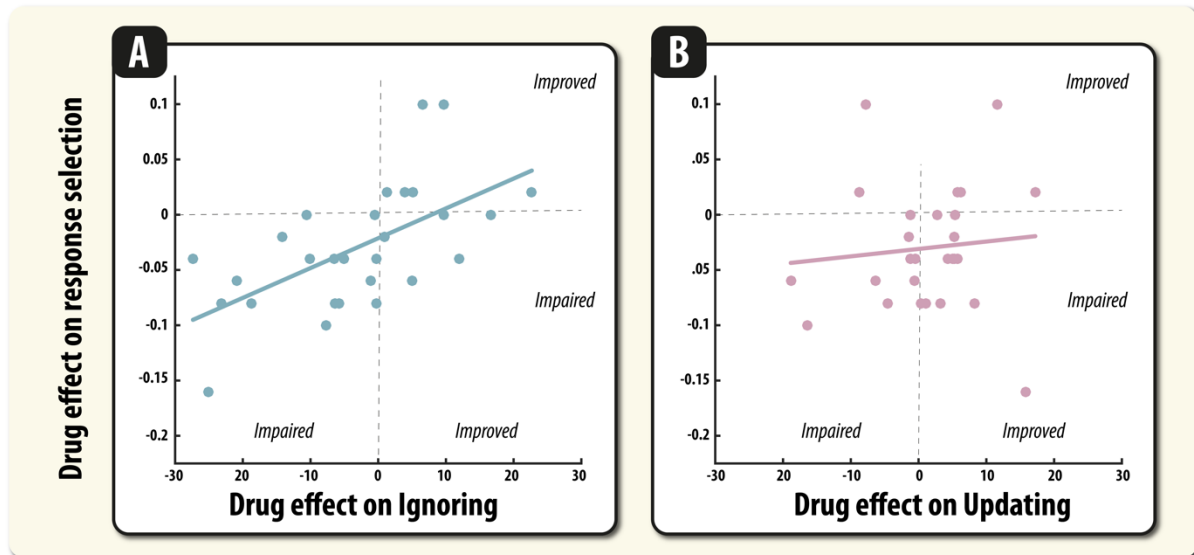 Drug effect on response selection
A
Improved
0.1
0.05
0
-0.05
Impaired
-0.1
-0.15
-0.2
Impaired
Improved
-30
-20
-10
0
10
20
30
Drug effect on Ignoring
B
Improved
0.1
.05
0
.05
Impaired
-0.1
-0.15
-0.2
Impaired
Improved
-30
20
-10
0
10
20
30
Drug effect on Updating